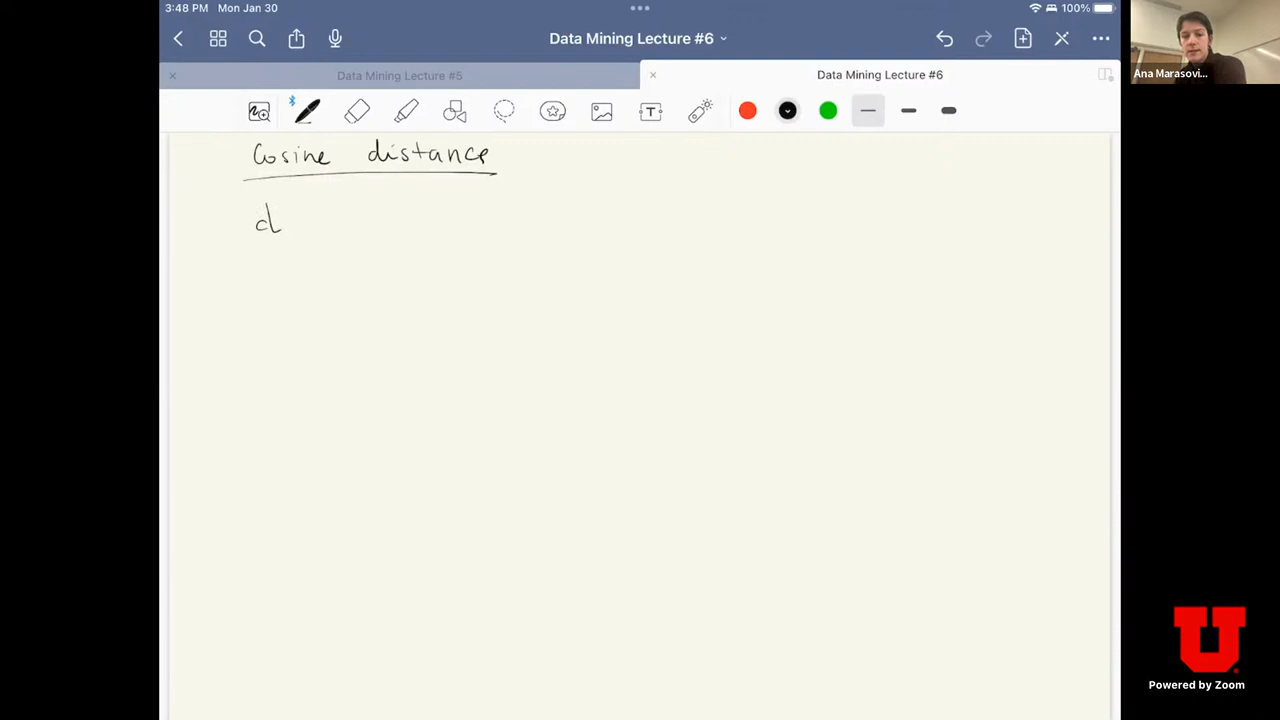 3:48 PM Mon Jan 30
100%
Data Mining Lecture #6
Data Mining Lecture #5
Data Mining Lecture #6
T
Cosine distance
d
Ana Marasovi...
U
Powered by Zoom